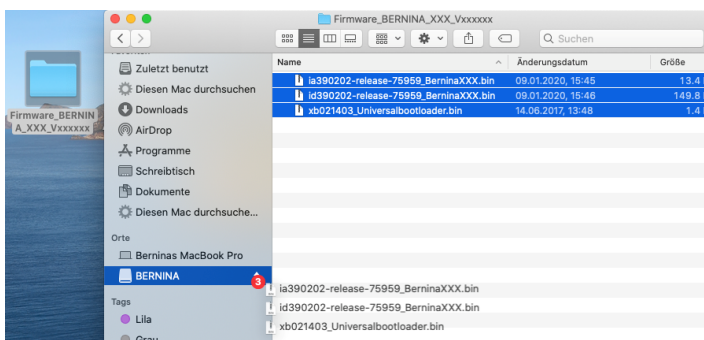 Firmware_BERNINA_XXX_Vxxxxxx
Suchen
Firmware_BERNIN
A_XXX_Vxxxxxx
Zuletzt benutzt
Diesen Mac durchsuchen
Downloads
AirDrop
Programme
Schreibtisch
Dokumente
Diesen Mac durchsuche...
Orte
Berninas MacBook Pro
BERNINA
3
Tags
Lila
Grau
Name Änderungsdatum Größe
ia390202-release-75959_BerninaXXX.bin 09.01.2020, 15:45 13.4
id390202-release-75959_BerninaXXX.bin 09.01.2020, 15:46 149.8
xb021403_Universalbootloader.bin 14.06.2017, 13:48 1.4
ia390202-release-75959_BerninaXXX.bin
id390202-release-75959_BerninaXXX.bin
xb021403_Universalbootloader.bin